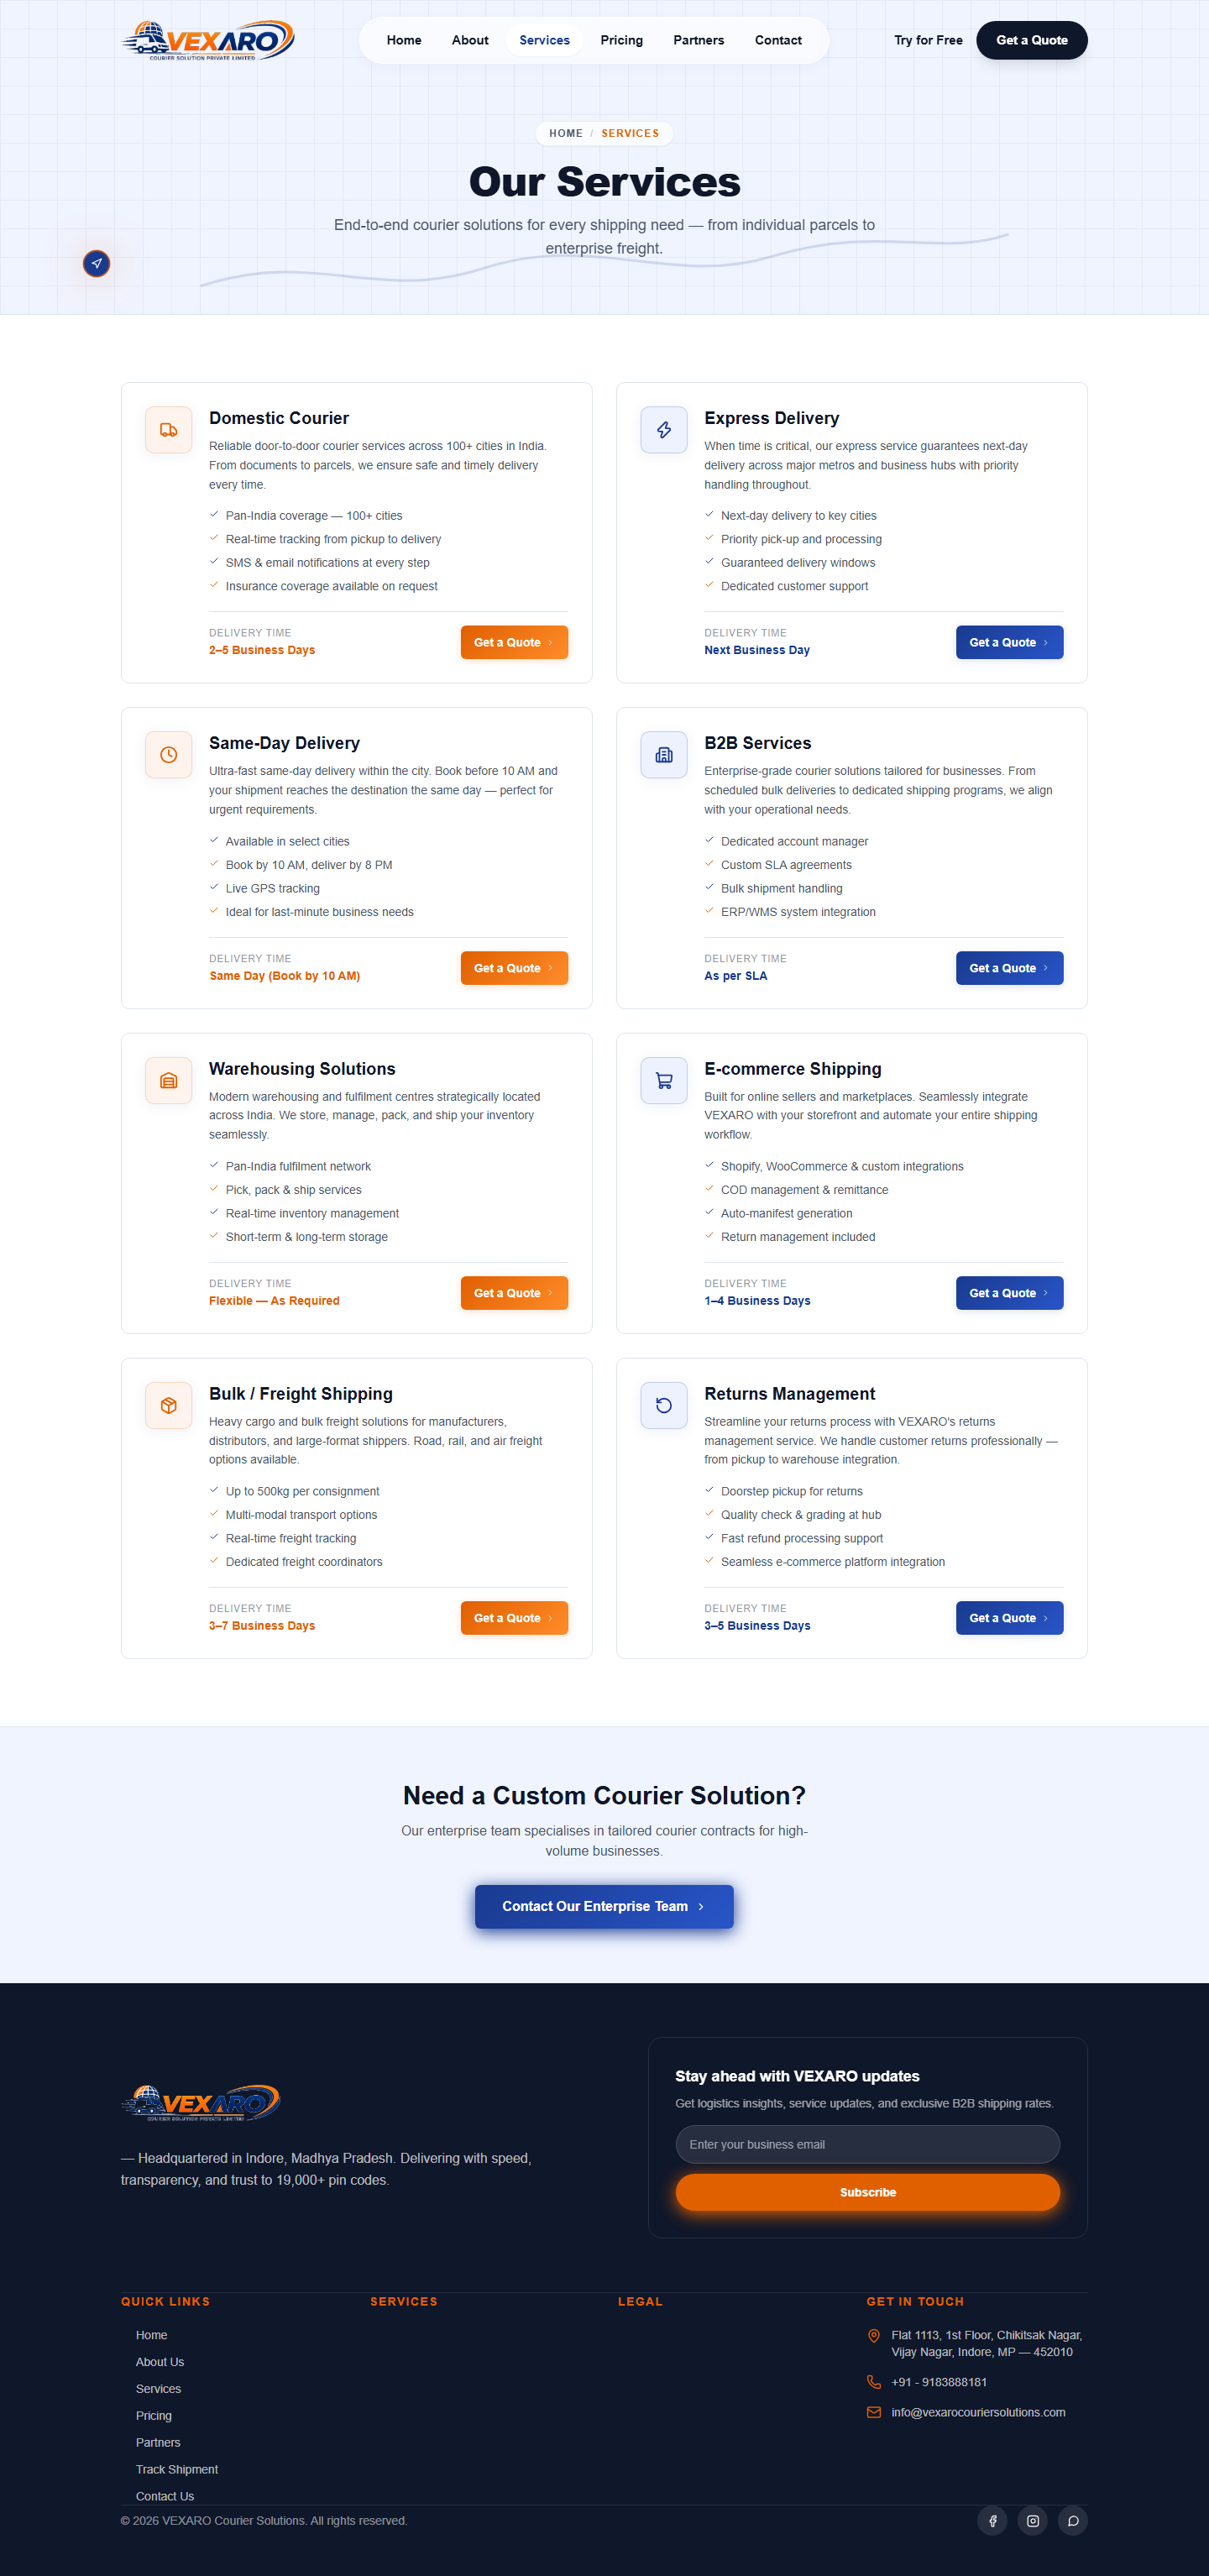 VEXARO
COURIER SOLUTION PRIVATE LIMITED
Home
About
Services
Pricing
Partners
Contact
Try for Free
Get a Quote
HOME / SERVICES
Our Services
End-to-end courier solutions for every shipping need — from individual parcels to
enterprise freight.
Domestic Courier
Reliable door-to-door courier services across 100+ cities in India.
From documents to parcels, we ensure safe and timely delivery
every time.
Pan-India coverage — 100+ cities
Real-time tracking from pickup to delivery
SMS & email notifications at every step
Insurance coverage available on request
DELIVERY TIME
2–5 Business Days
Get a Quote
Express Delivery
When time is critical, our express service guarantees next-day
delivery across major metros and business hubs with priority
handling throughout.
Next-day delivery to key cities
Priority pick-up and processing
Guaranteed delivery windows
Dedicated customer support
DELIVERY TIME
Next Business Day
Get a Quote
Same-Day Delivery
Ultra-fast same-day delivery within the city. Book before 10 AM and
your shipment reaches the destination the same day — perfect for
urgent requirements.
Available in select cities
Book by 10 AM, deliver by 8 PM
Live GPS tracking
Ideal for last-minute business needs
DELIVERY TIME
Same Day (Book by 10 AM)
Get a Quote
B2B Services
Enterprise-grade courier solutions tailored for businesses. From
scheduled bulk deliveries to dedicated shipping programs, we align
with your operational needs.
Dedicated account manager
Custom SLA agreements
Bulk shipment handling
ERP/WMS system integration
DELIVERY TIME
As per SLA
Get a Quote
Warehousing Solutions
Modern warehousing and fulfilment centres strategically located
across India. We store, manage, pack, and ship your inventory
seamlessly.
Pan-India fulfilment network
Pick, pack & ship services
Real-time inventory management
Short-term & long-term storage
DELIVERY TIME
Flexible — As Required
Get a Quote
E-commerce Shipping
Built for online sellers and marketplaces. Seamlessly integrate
VEXARO with your storefront and automate your entire shipping
workflow.
Shopify, WooCommerce & custom integrations
COD management & remittance
Auto-manifest generation
Return management included
DELIVERY TIME
1–4 Business Days
Get a Quote
Bulk / Freight Shipping
Heavy cargo and bulk freight solutions for manufacturers,
distributors, and large-format shippers. Road, rail, and air freight
options available.
Up to 500kg per consignment
Multi-modal transport options
Real-time freight tracking
Dedicated freight coordinators
DELIVERY TIME
3–7 Business Days
Get a Quote
Returns Management
Streamline your returns process with VEXARO's returns
management service. We handle customer returns professionally —
from pickup to warehouse integration.
Doorstep pickup for returns
Quality check & grading at hub
Fast refund processing support
Seamless e-commerce platform integration
DELIVERY TIME
3–5 Business Days
Get a Quote
Need a Custom Courier Solution?
Our enterprise team specialises in tailored courier contracts for high-
volume businesses.
Contact Our Enterprise Team
VEXARO
COURIER SOLUTION PRIVATE LIMITED
— Headquartered in Indore, Madhya Pradesh. Delivering with speed,
transparency, and trust to 19,000+ pin codes.
Stay ahead with VEXARO updates
Get logistics insights, service updates, and exclusive B2B shipping rates.
Enter your business email
Subscribe
QUICK LINKS
Home
About Us
Services
Pricing
Partners
Track Shipment
Contact Us
SERVICES
LEGAL
GET IN TOUCH
Flat 1113, 1st Floor, Chikitsak Nagar,
Vijay Nagar, Indore, MP — 452010
+91 - 9183888181
info@vexarocouriersolutions.com
© 2026 VEXARO Courier Solutions. All rights reserved.